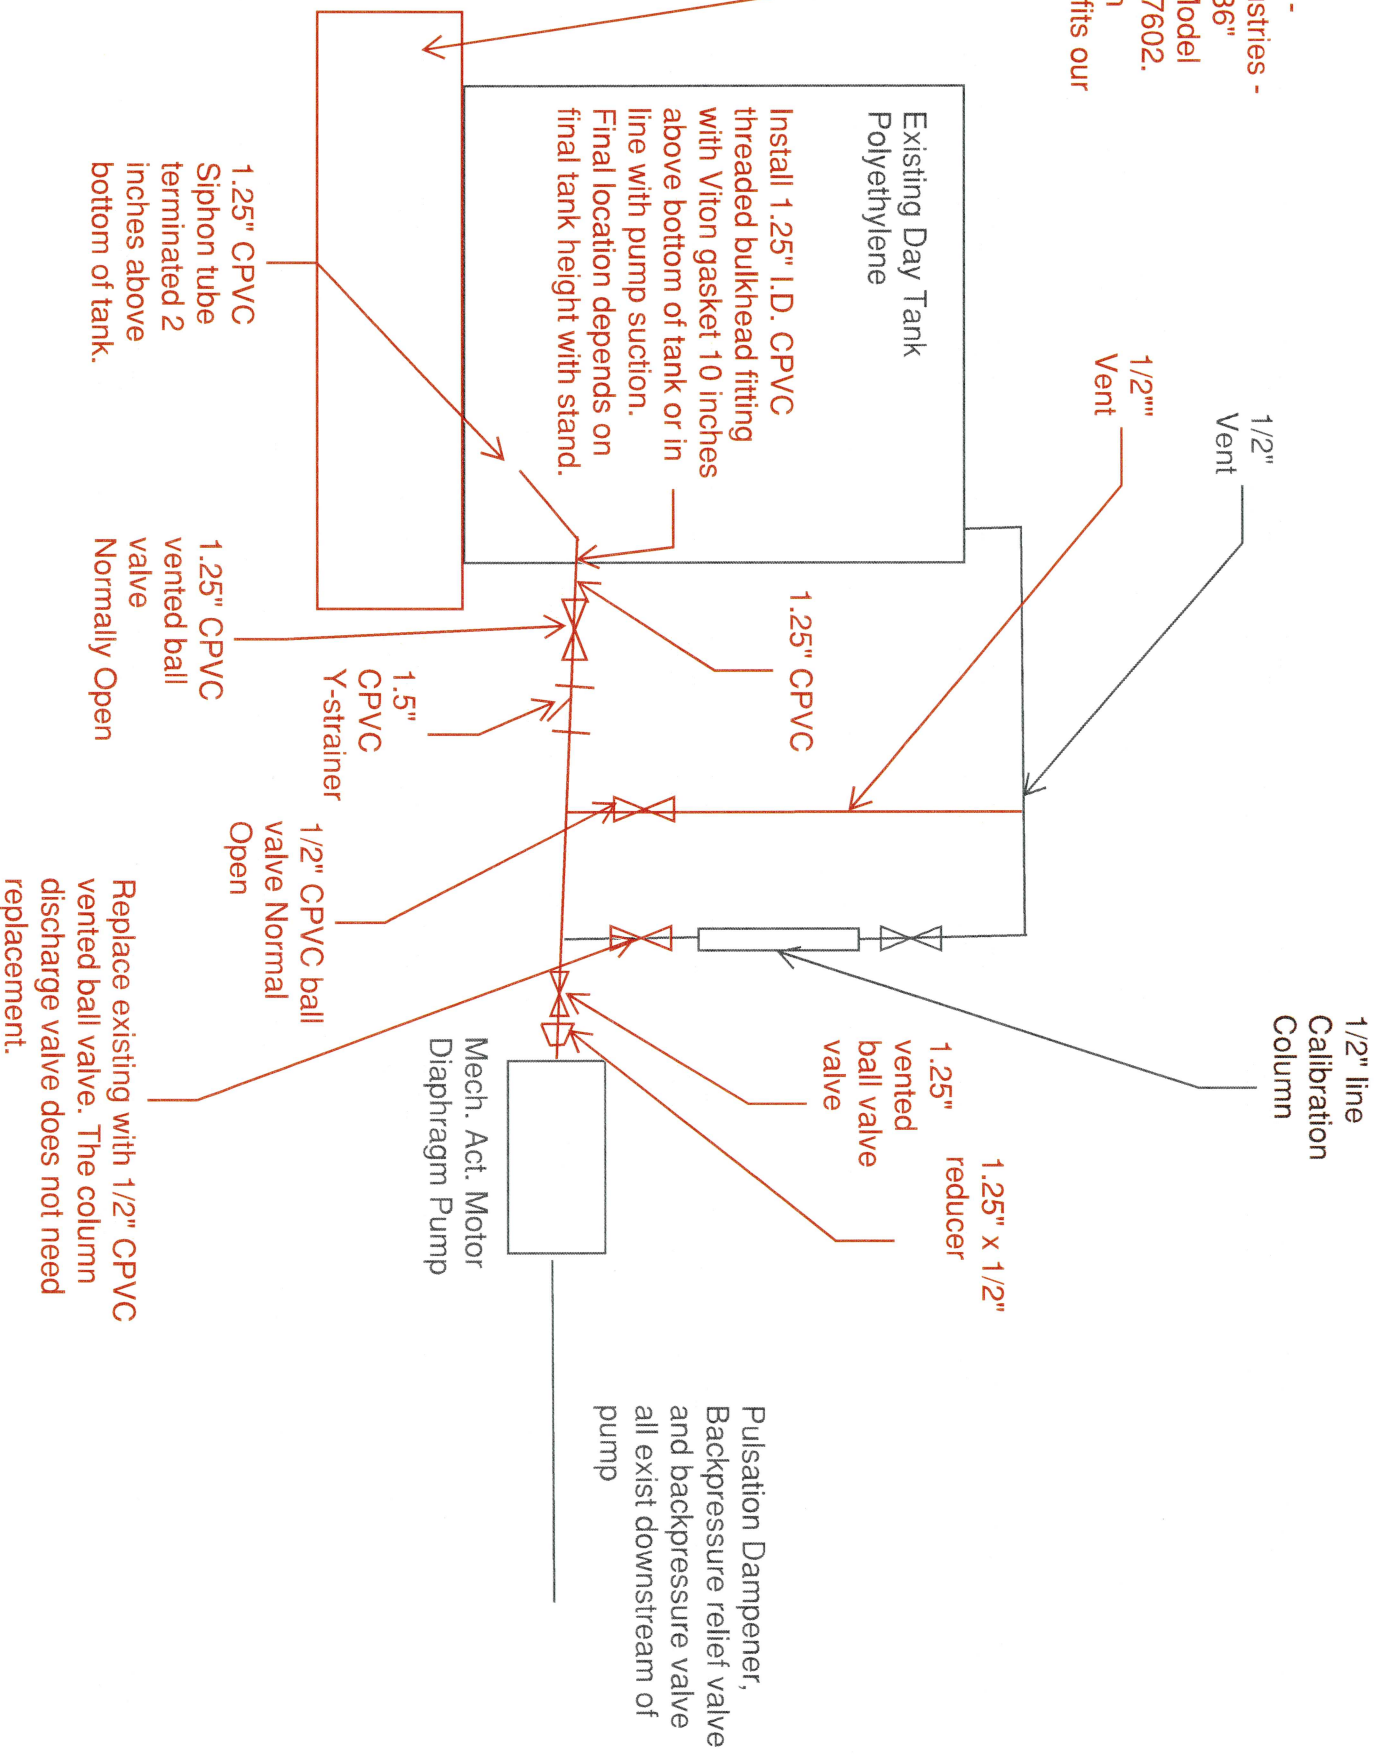 -
stries -
36"
Model
7602.
n
fits our
1/2" line
Calibration
Column
1/2"
Vent
1/2""
Vent
Existing Day Tank
Polyethylene
Install 1.25" I.D. CPVC
threaded bulkhead fitting
with Viton gasket 10 inches
above bottom of tank or in
line with pump suction.
Final location depends on
final tank height with stand.
1.25" CPVC
1.25"
vented
ball valve
valve
1.25" x 1/2"
reducer
Pulsation Dampener,
Backpressure relief valve
and backpressure valve
all exist downstream of
pump
Mech. Act. Motor
Diaphragm Pump
1.25" CPVC
Siphon tube
terminated 2
inches above
bottom of tank.
1.25" CPVC
vented ball
valve
Normally Open
1.5"
CPVC
Y-strainer
1/2" CPVC ball
valve Normal
Open
Replace existing with 1/2" CPVC
vented ball valve. The column
discharge valve does not need
replacement.